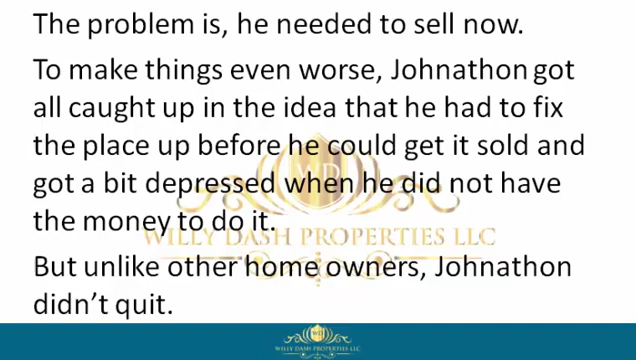 The problem is, he needed to sell now.
To make things even worse, Johnathon got
all caught up in the idea that he had to fix
the place up before he could get it sold and
got a bit depressed when he did not have
the money to do it.
WILLY DASH PROPERTIES LLC
But unlike other home owners, Johnathon
didn’t quit.
WILLY DASH PROPERTIES LLC